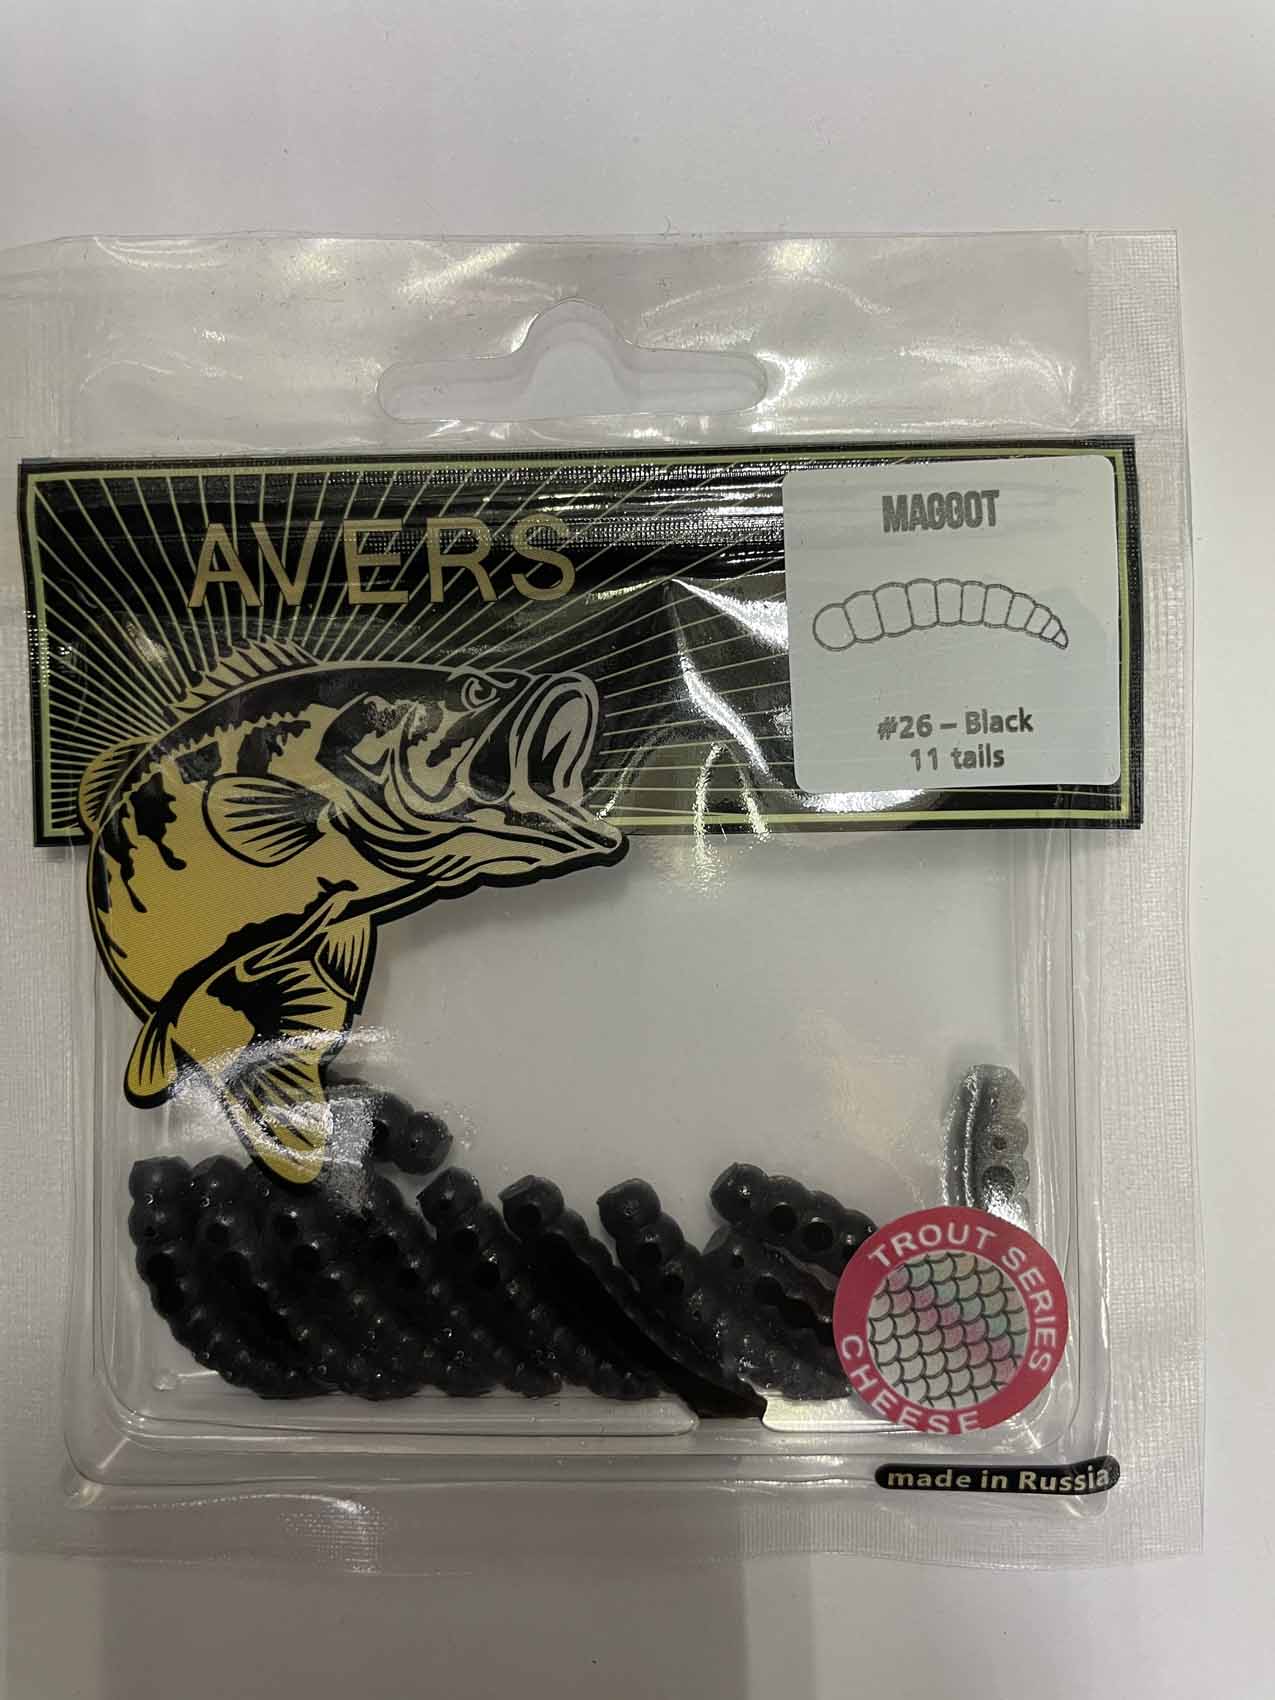 AVERS
MAGGOT
#26 – Black
11 tails
TROUT SERIES
CHEESE
made in Russia